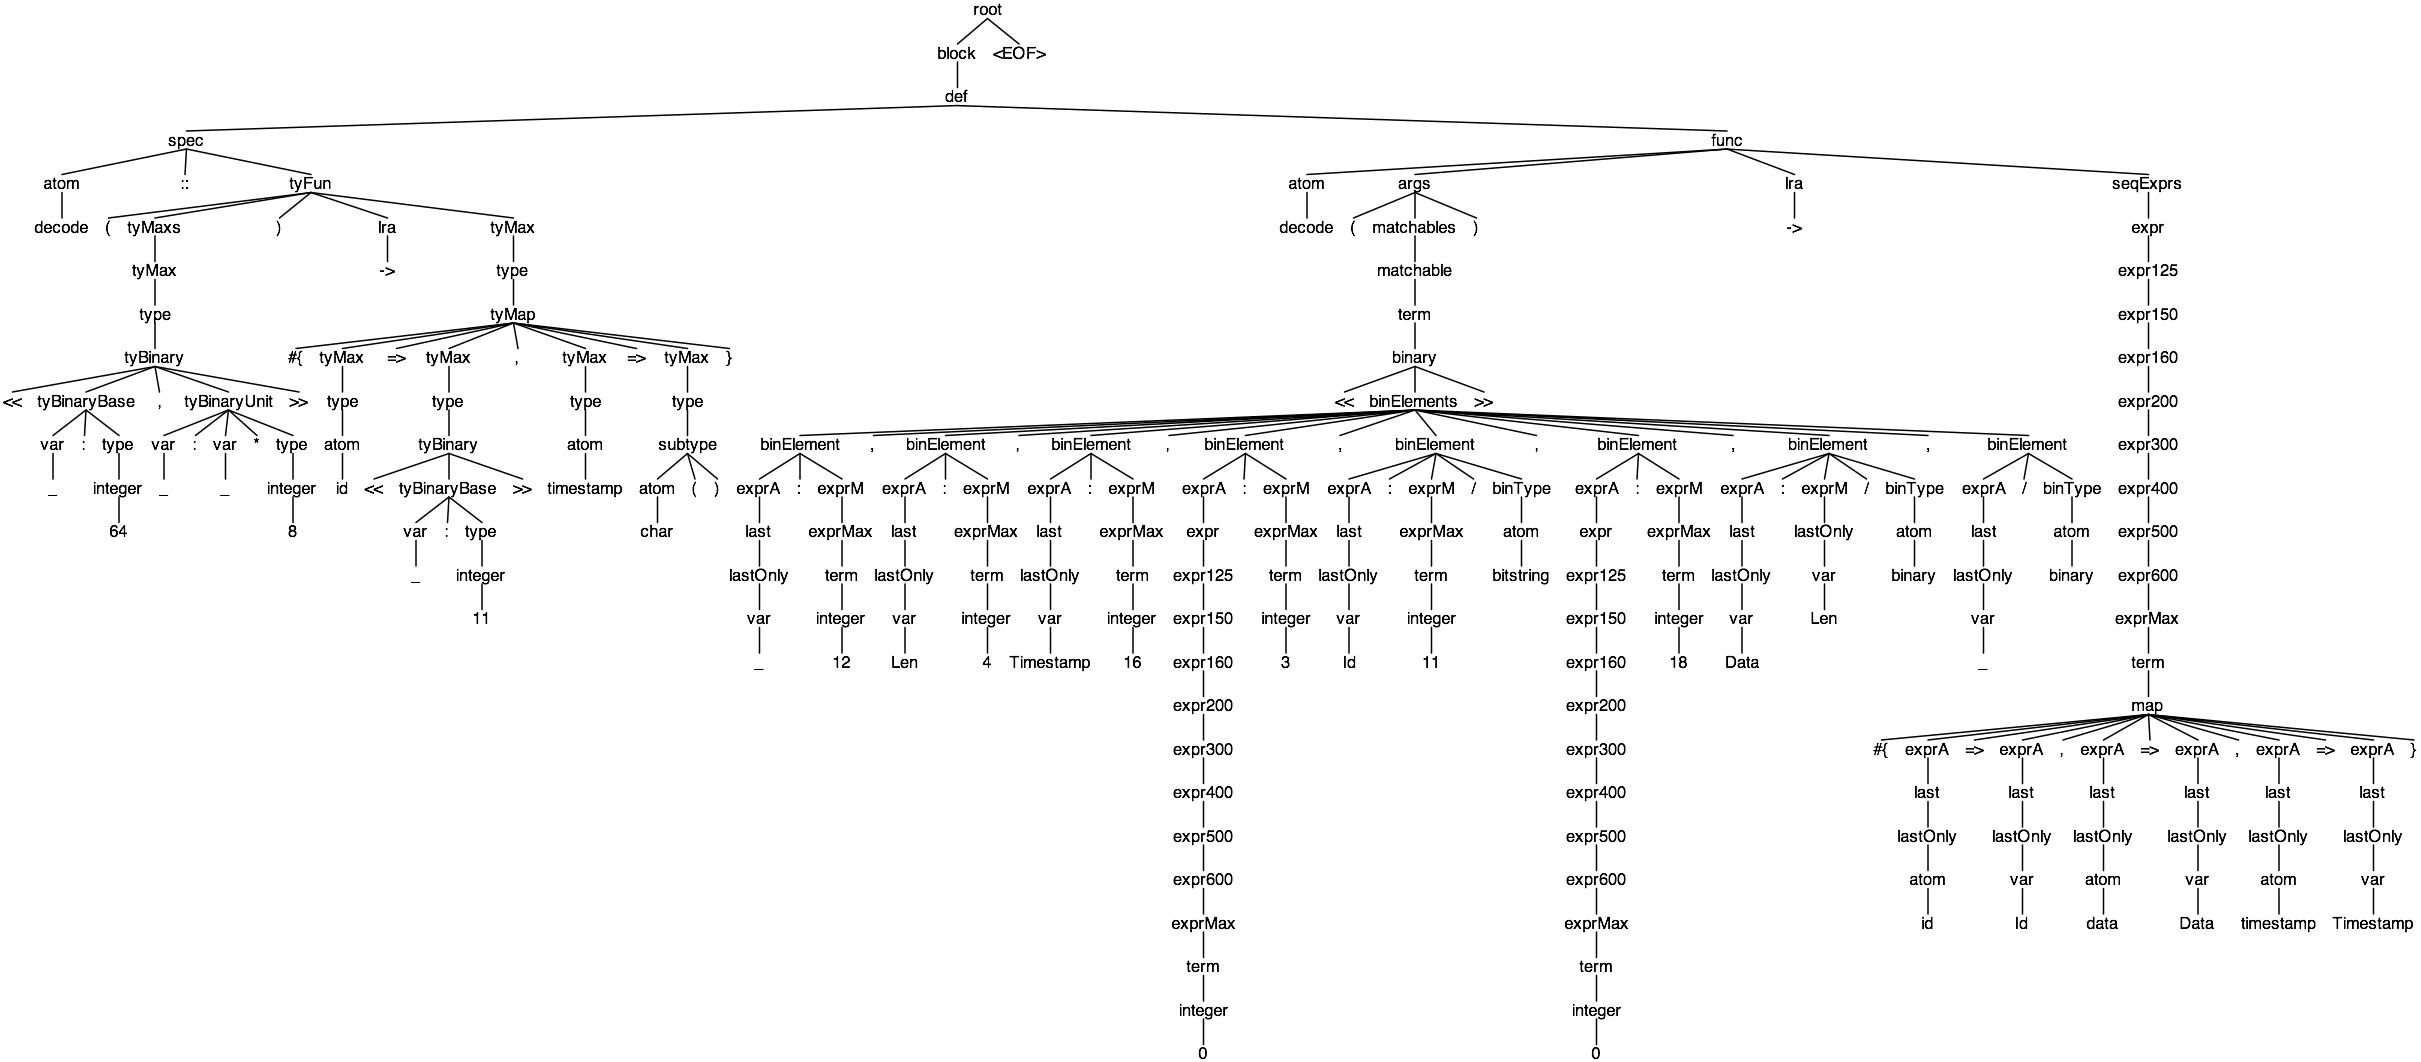 root
block <EOF>
def
spec func
atom :: tyFun atom args lra seqExprs
decode ( tyMaxs ) lra tyMax decode ( matchables ) -> expr
tyMax -> type matchable expr125
type tyMap term expr150
tyBinary #{ tyMax => tyMax , tyMax => tyMax } binary expr160
<< tyBinaryBase , tyBinaryUnit >> type type type type << binElements >> expr200
var : type var : var * type atom tyBinary atom subtype binElement , binElement , binElement , binElement , binElement , binElement , binElement , binElement expr300
_ integer _ _ integer id << tyBinaryBase >> timestamp atom ( ) exprA : exprM exprA : exprM exprA : exprM exprA : exprM exprA : exprM / binType exprA : exprM exprA : exprM / binType exprA / binType expr400
64 8 var : type char last exprMax last exprMax last exprMax expr exprMax last exprMax atom expr exprMax last lastOnly atom last atom expr500
_ integer lastOnly term lastOnly term lastOnly term expr125 term lastOnly term bitstring expr125 term lastOnly var binary lastOnly binary expr600
11 var integer var integer var integer expr150 integer var integer expr150 integer var Len var exprMax
_ 12 Len 4 Timestamp 16 expr160 3 Id 11 expr160 18 Data _ term
expr200 expr200 map
expr300 expr300 #{ exprA => exprA , exprA => exprA , exprA => exprA }
expr400 expr400 last last last last last last
expr500 expr500 lastOnly lastOnly lastOnly lastOnly lastOnly lastOnly
expr600 expr600 atom var atom var atom var
exprMax exprMax id Id data Data timestamp Timestamp
term term
integer integer
0 0